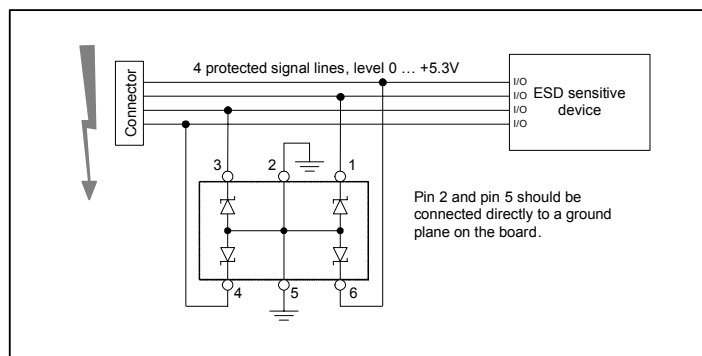 4 protected signal lines, level 0 … +5.3V
Connector
I/O
I/O
I/O
I/O
ESD sensitive
device
3
2
1
Pin 2 and pin 5 should be
connected directly to a ground
plane on the board.
4
5
6